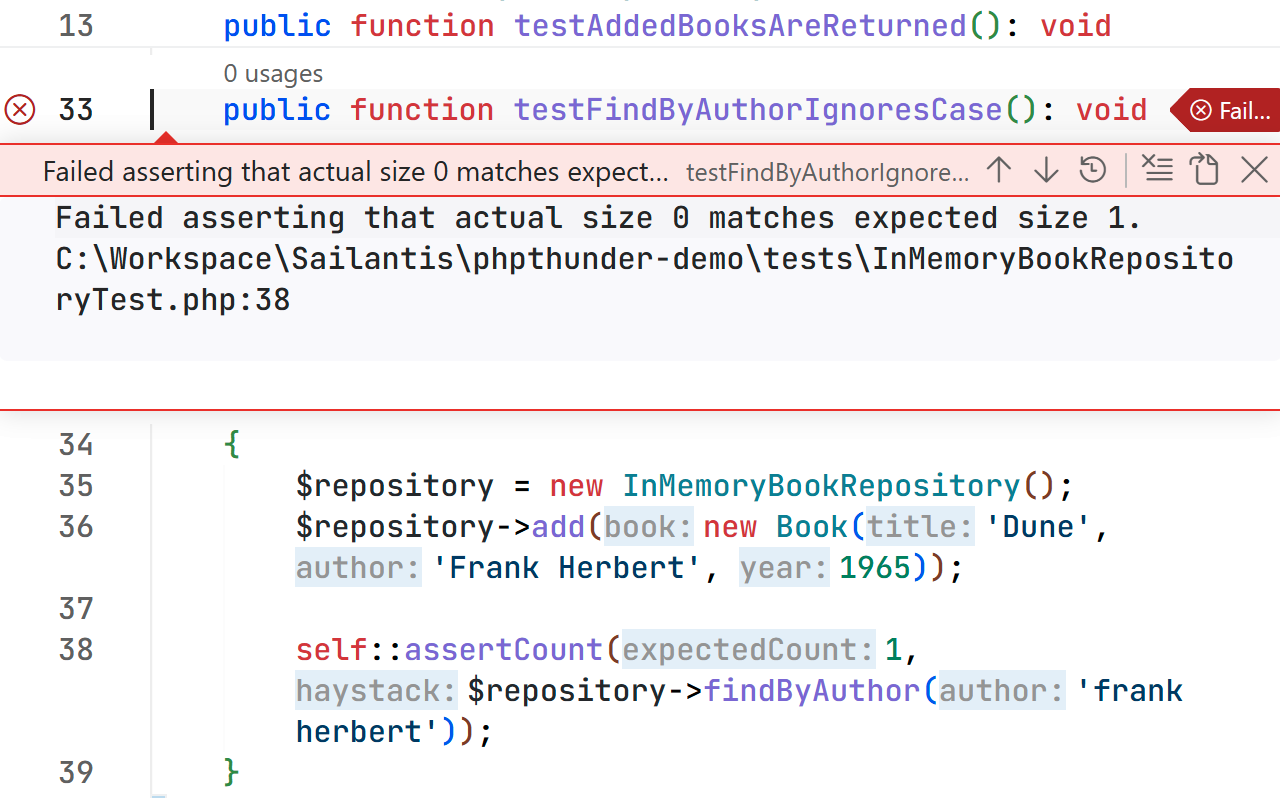 13 public function testAddedBooksAreReturned(): void
0 usages
33 public function testFindByAuthorIgnoresCase(): void Fail...
Failed asserting that actual size 0 matches expect... testFindByAuthorIgnore...
Failed asserting that actual size 0 matches expected size 1.
C:\Workspace\Sailantis\phpthunder-demo\tests\InMemoryBookReposito
ryTest.php:38
34 {
35 $repository = new InMemoryBookRepository();
36 $repository->add(book: new Book(title: 'Dune',
author: 'Frank Herbert', year: 1965));
37
38 self::assertCount(expectedCount: 1,
haystack: $repository->findByAuthor(author: 'frank
herbert'));
39 }